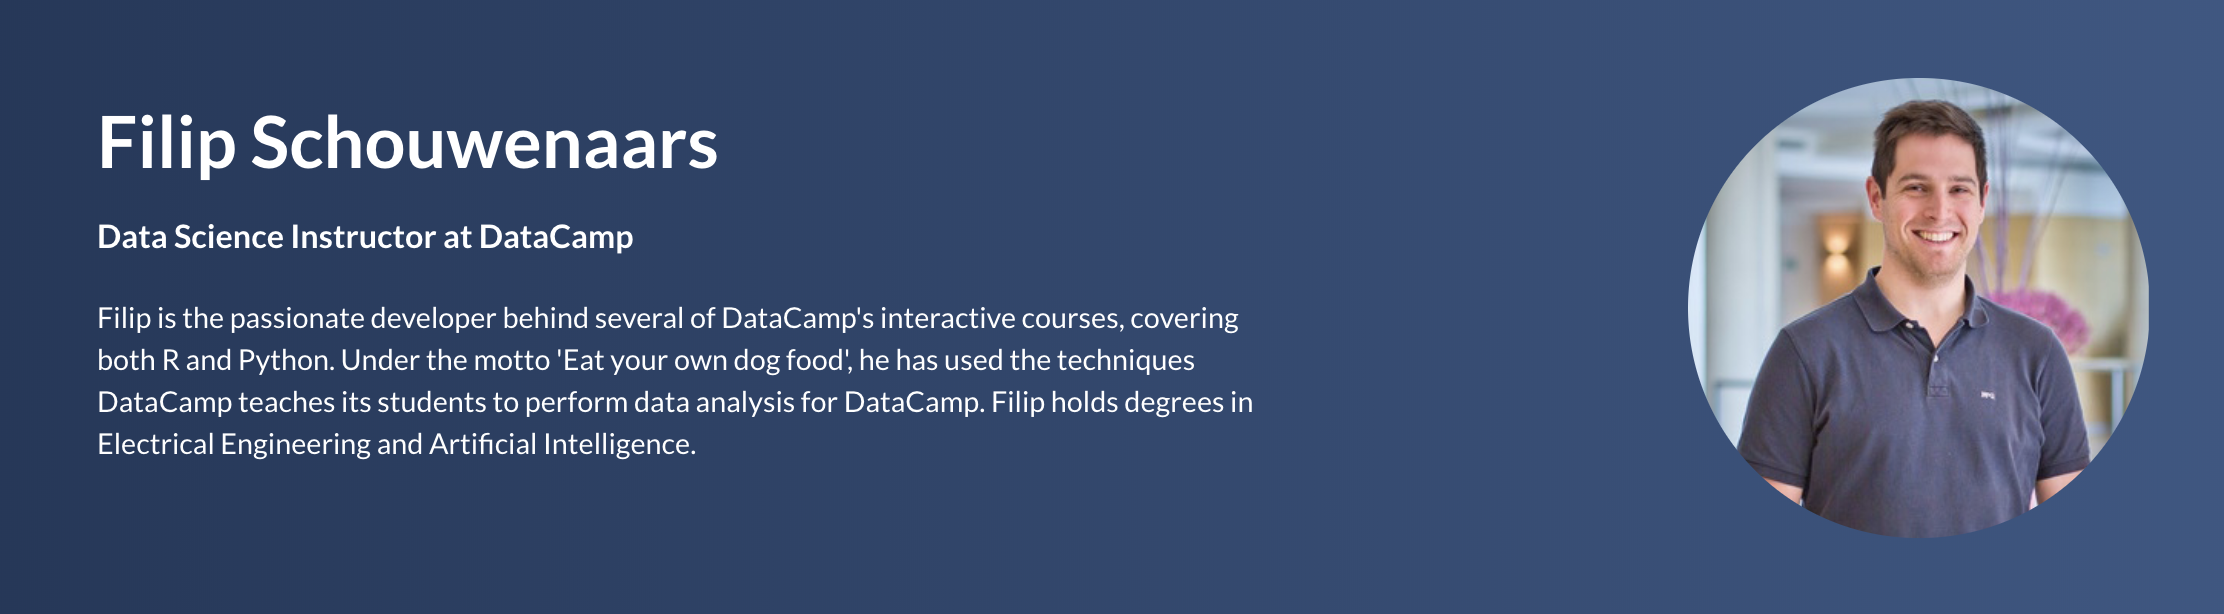 Filip Schouwenaars
Data Science Instructor at DataCamp
Filip is the passionate developer behind several of DataCamp's interactive courses, covering
both R and Python. Under the motto 'Eat your own dog food', he has used the techniques
DataCamp teaches its students to perform data analysis for DataCamp. Filip holds degrees in
Electrical Engineering and Artificial Intelligence.